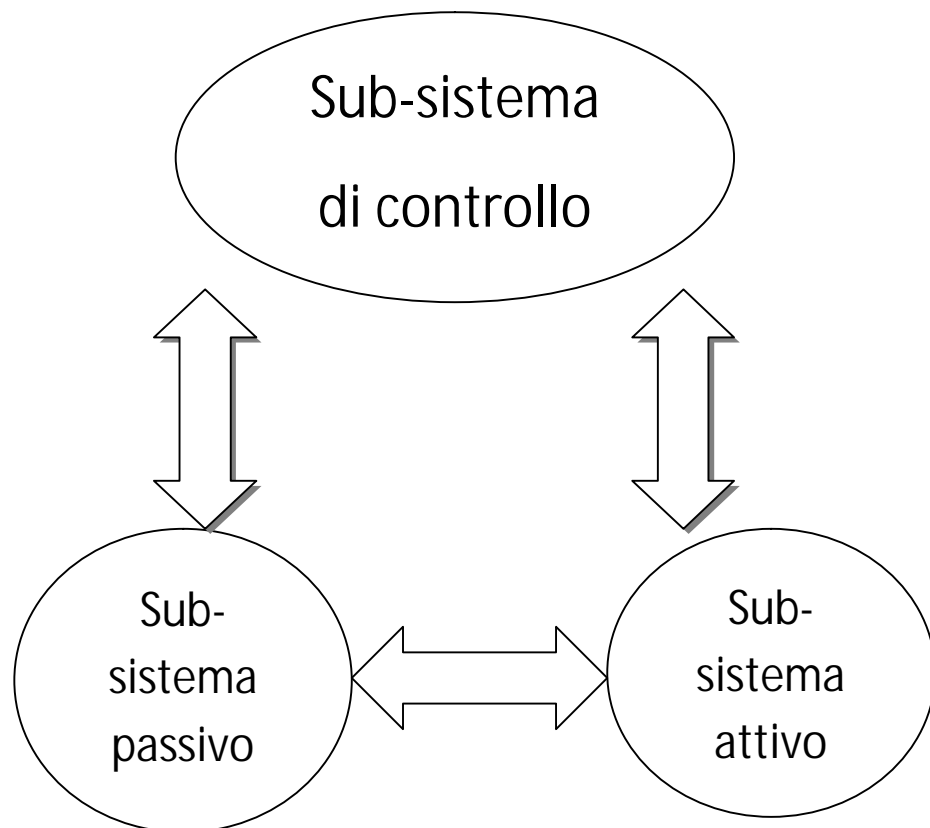 Sub-sistema
di controllo
Sub-
sistema
passivo
Sub-
sistema
attivo